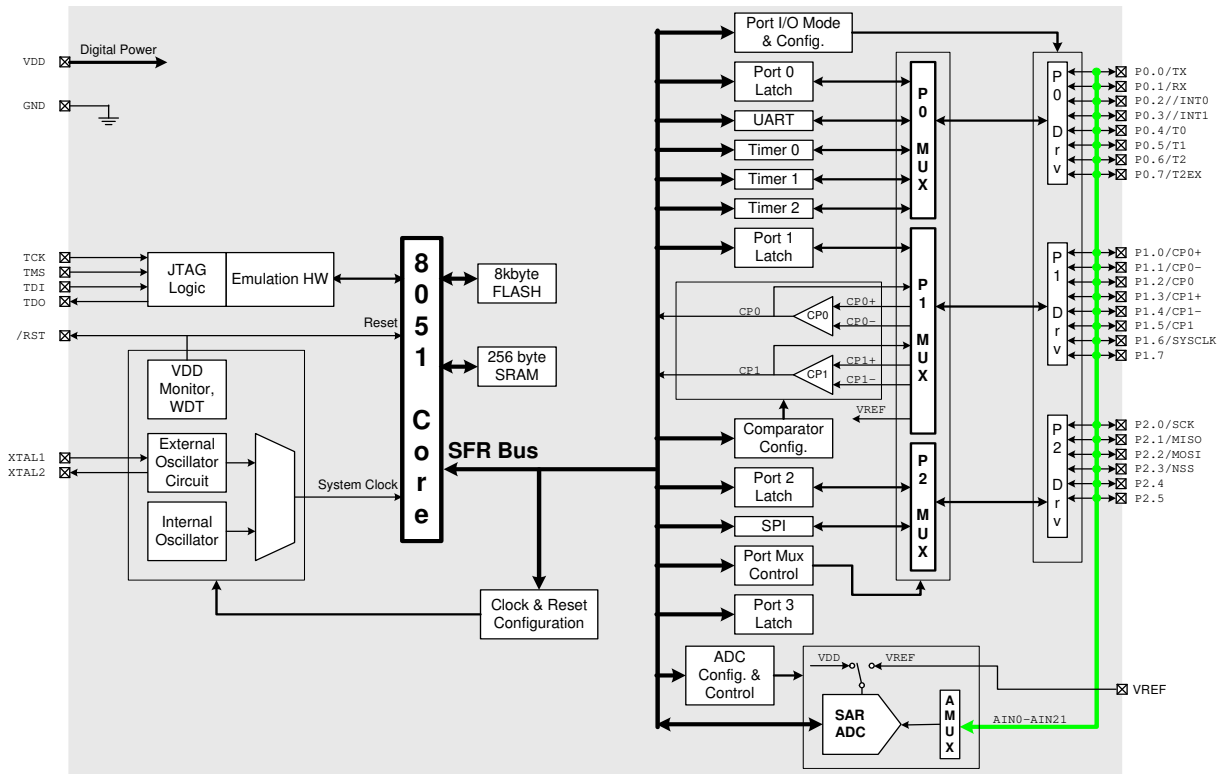 VDD
Digital Power
GND
TCK
TMS
TDI
TDO
JTAG
Logic
Emulation HW
/RST
Reset
VDD
Monitor,
WDT
XTAL1
XTAL2
External
Oscillator
Circuit
Internal
Oscillator
System Clock
8
0
5
1
C
o
r
e
8kbyte
FLASH
256 byte
SRAM
SFR Bus
Clock & Reset
Configuration
Port I/O Mode
& Config.
Port 0
Latch
UART
Timer 0
Timer 1
Timer 2
Port 1
Latch
CP0
CP0
CP0+
CP0-
CP1
CP1
CP1+
CP1-
VREF
Comparator
Config.
Port 2
Latch
SPI
Port Mux
Control
Port 3
Latch
ADC
Config. &
Control
VDD
VREF
SAR
ADC
A
M
U
X
AIN0-AIN21
P
0
M
U
X
P
1
M
U
X
P
2
M
U
X
P
0
D
r
v
P
1
D
r
v
P
2
D
r
v
P0.0/TX
P0.1/RX
P0.2//INT0
P0.3//INT1
P0.4/T0
P0.5/T1
P0.6/T2
P0.7/T2EX
P1.0/CP0+
P1.1/CP0-
P1.2/CP0
P1.3/CP1+
P1.4/CP1-
P1.5/CP1
P1.6/SYSCLK
P1.7
P2.0/SCK
P2.1/MISO
P2.2/MOSI
P2.3/NSS
P2.4
P2.5
VREF